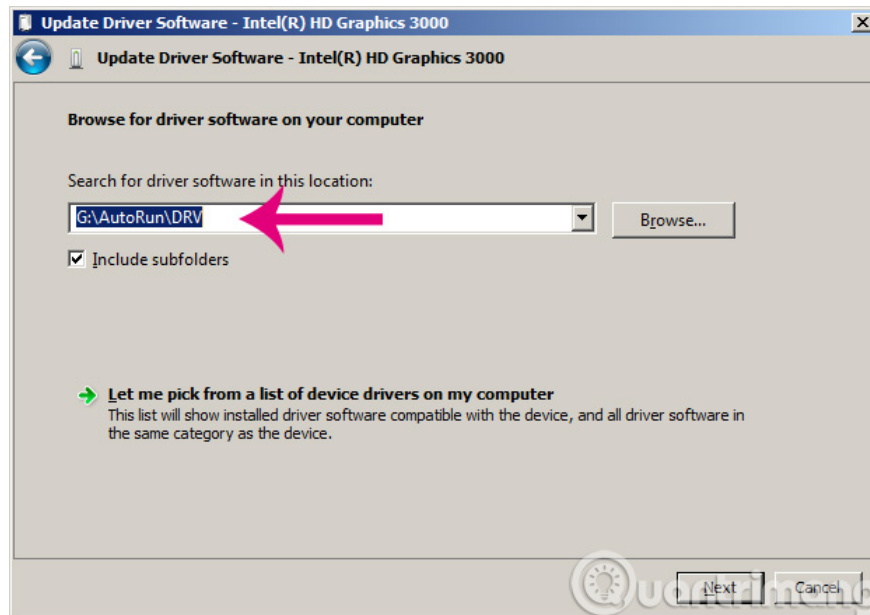 Update Driver Software - Intel(R) HD Graphics 3000
Update Driver Software - Intel(R) HD Graphics 3000
Browse for driver software on your computer
Search for driver software in this location:
G:\AutoRun\DRV
Browse...
Include subfolders
Let me pick from a list of device drivers on my computer
This list will show installed driver software compatible with the device, and all driver software in
the same category as the device.
Next
Cancel
Quantrimang